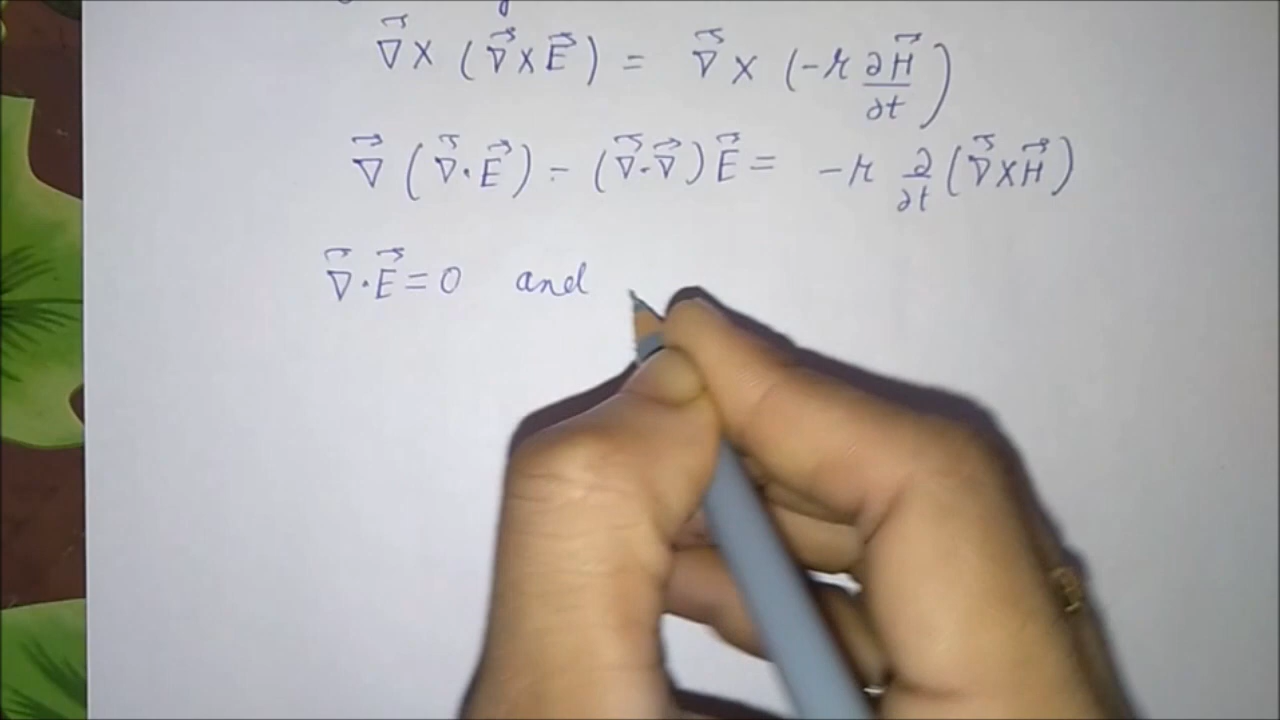 ∇⃗ × (∇⃗ × E⃗) = ∇⃗ × (-μ ∂H⃗/∂t)
∇⃗ (∇⃗ · E⃗) - (∇⃗ · ∇⃗) E⃗ = -μ ∂/∂t (∇⃗ × H⃗)
∇⃗ · E⃗ = 0 and